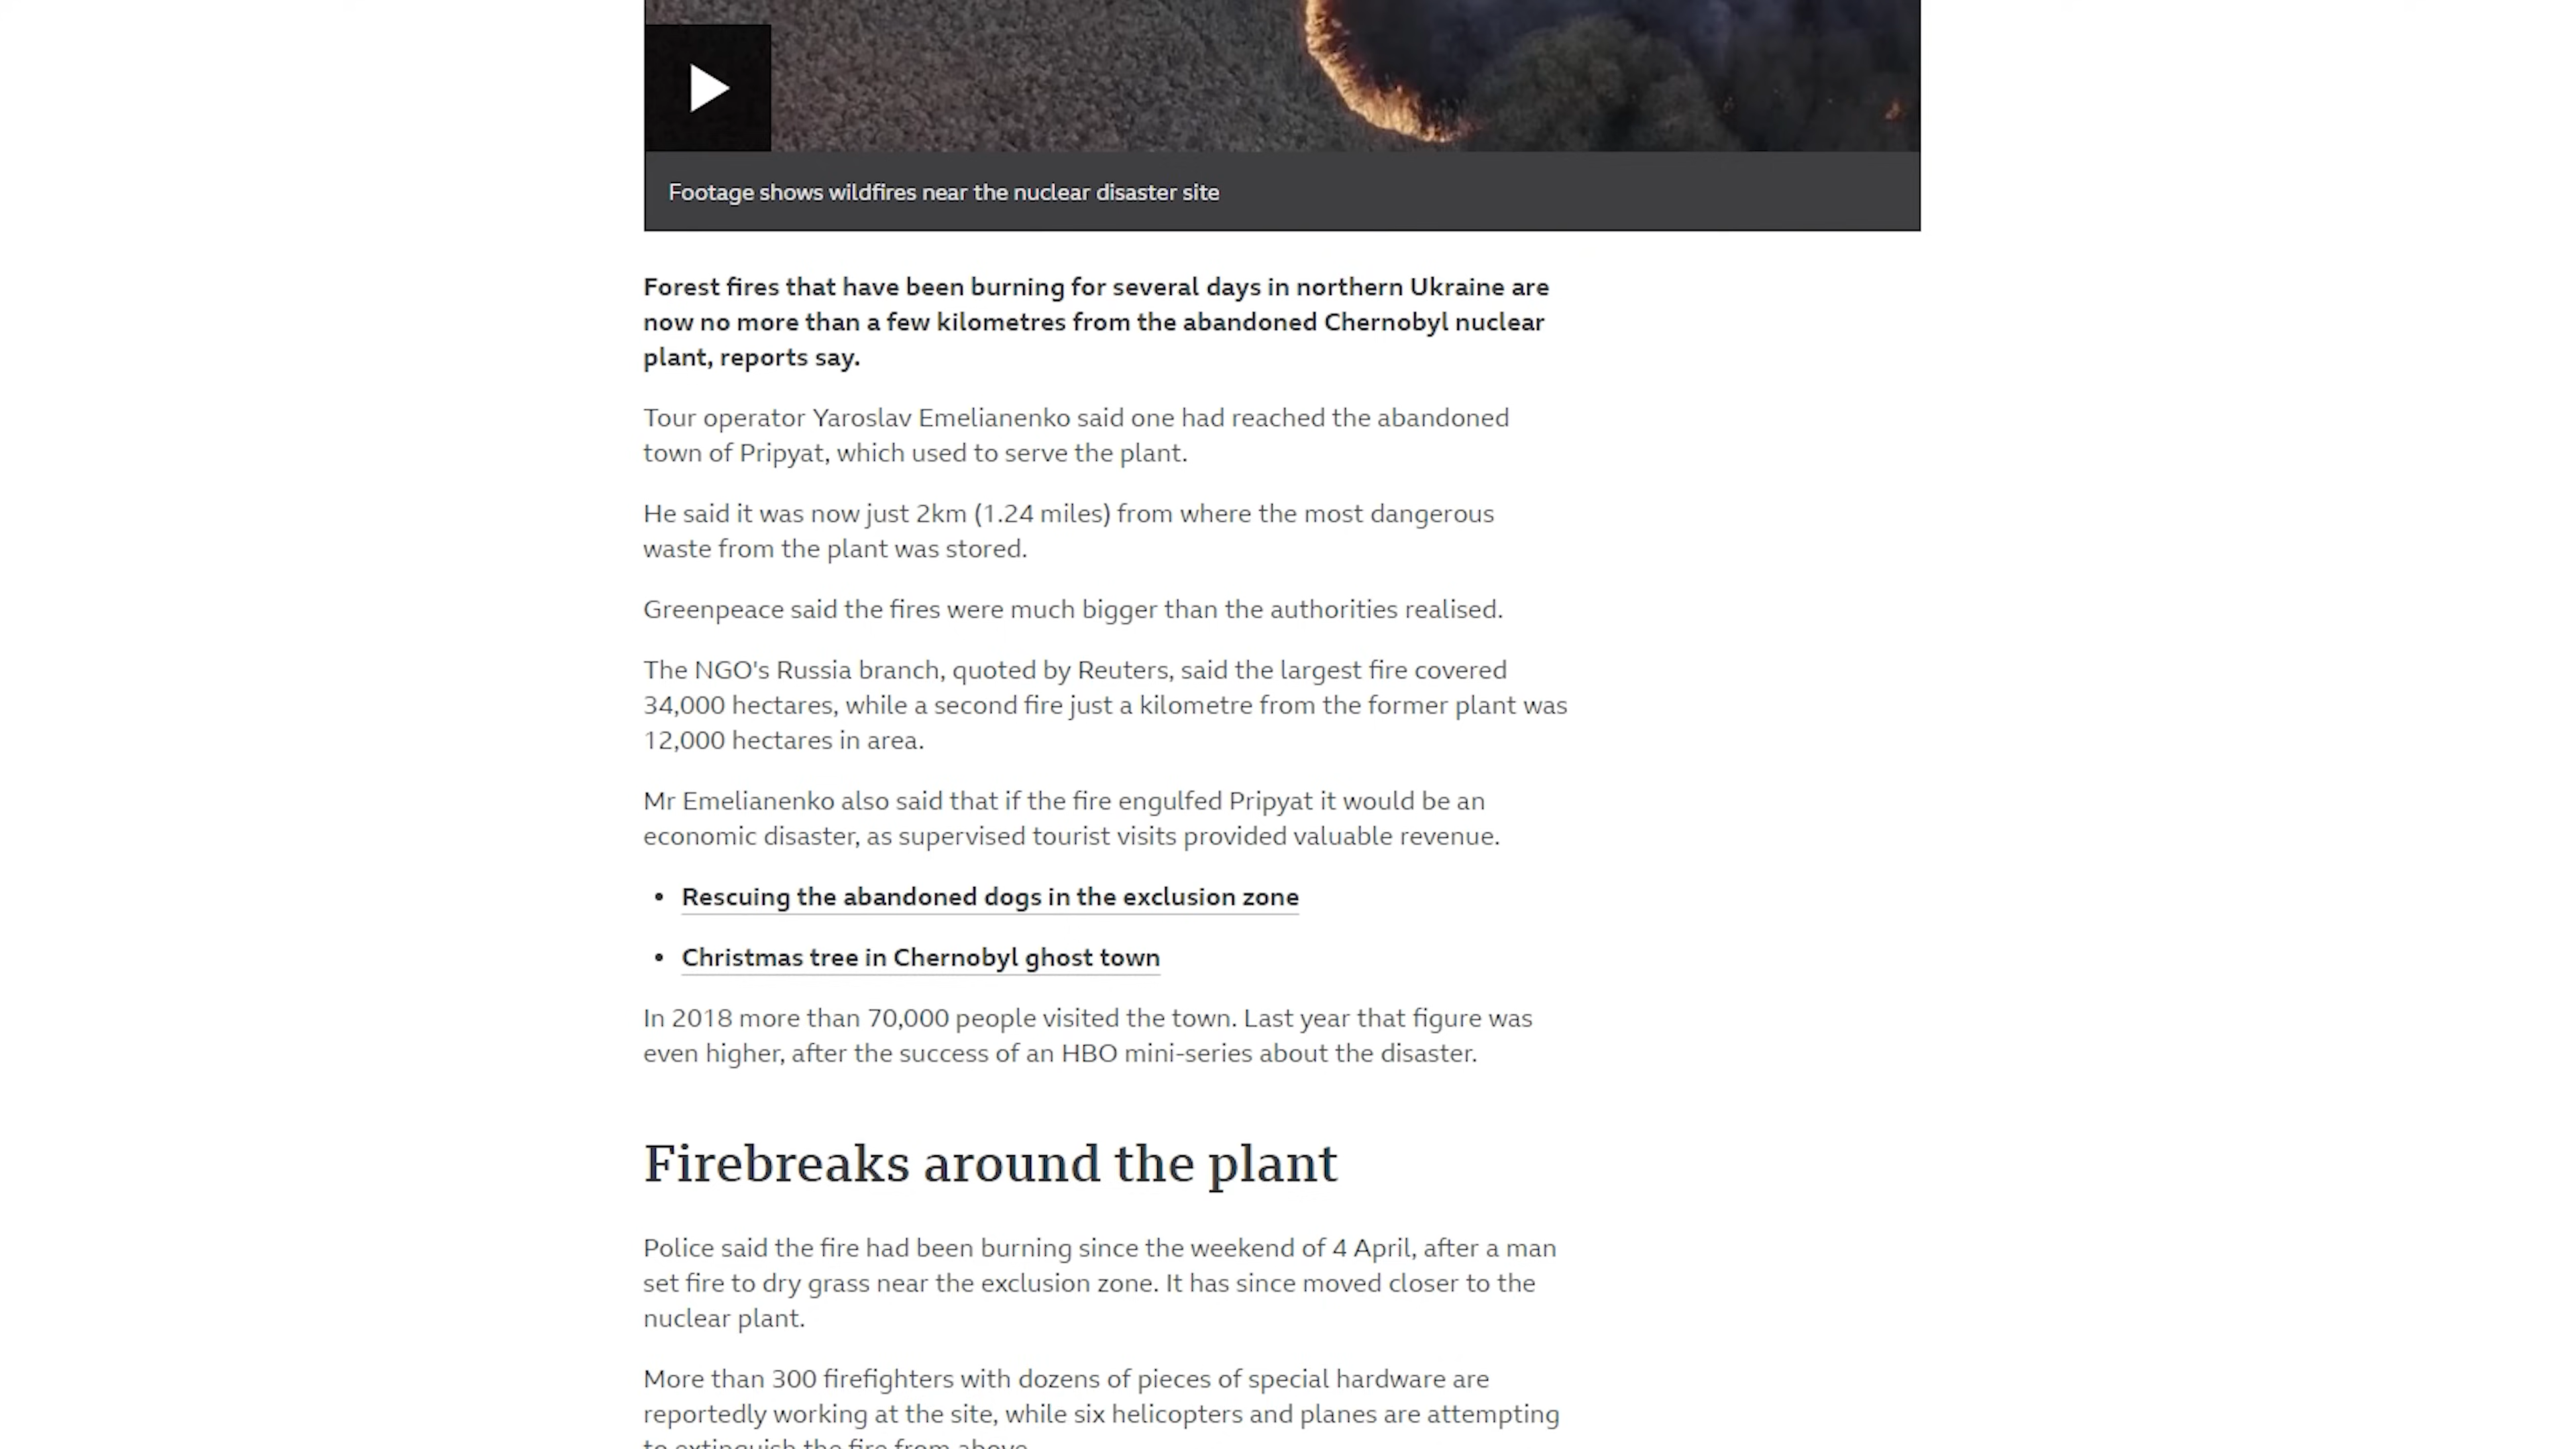 Footage shows wildfires near the nuclear disaster site
Forest fires that have been burning for several days in northern Ukraine are
now no more than a few kilometres from the abandoned Chernobyl nuclear
plant, reports say.
Tour operator Yaroslav Emelianenko said one had reached the abandoned
town of Pripyat, which used to serve the plant.
He said it was now just 2km (1.24 miles) from where the most dangerous
waste from the plant was stored.
Greenpeace said the fires were much bigger than the authorities realised.
The NGO's Russia branch, quoted by Reuters, said the largest fire covered
34,000 hectares, while a second fire just a kilometre from the former plant was
12,000 hectares in area.
Mr Emelianenko also said that if the fire engulfed Pripyat it would be an
economic disaster, as supervised tourist visits provided valuable revenue.
• Rescuing the abandoned dogs in the exclusion zone
• Christmas tree in Chernobyl ghost town
In 2018 more than 70,000 people visited the town. Last year that figure was
even higher, after the success of an HBO mini-series about the disaster.
Firebreaks around the plant
Police said the fire had been burning since the weekend of 4 April, after a man
set fire to dry grass near the exclusion zone. It has since moved closer to the
nuclear plant.
More than 300 firefighters with dozens of pieces of special hardware are
reportedly working at the site, while six helicopters and planes are attempting
to extinguish the fire from above.